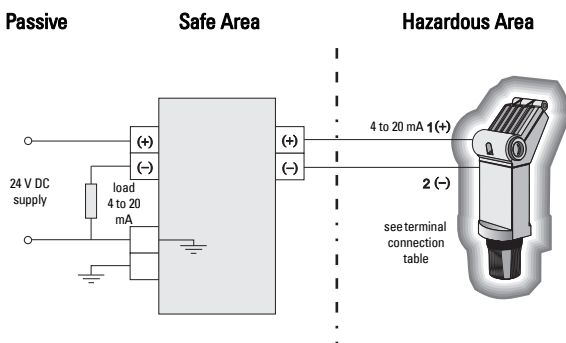 Passive
Safe Area
Hazardous Area
(+)
(–)
(+)
(–)
4 to 20 mA 1(+)
2 (–)
24 V DC
supply
load
4 to 20
mA
see terminal
connection
table